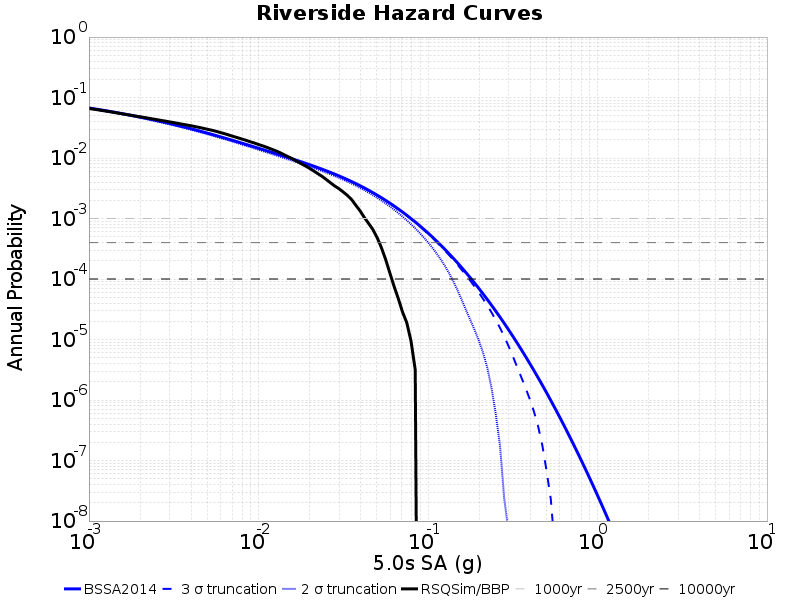 Riverside Hazard Curves
10^0
10^-1
10^-2
10^-3
10^-4
10^-5
10^-6
10^-7
10^-8
Annual Probability
10^-3 10^-2 10^-1 10^0 10^1
5.0s SA (g)
BSSA2014 3 σ truncation 2 σ truncation RSQSim/BBP 1000yr 2500yr 10000yr